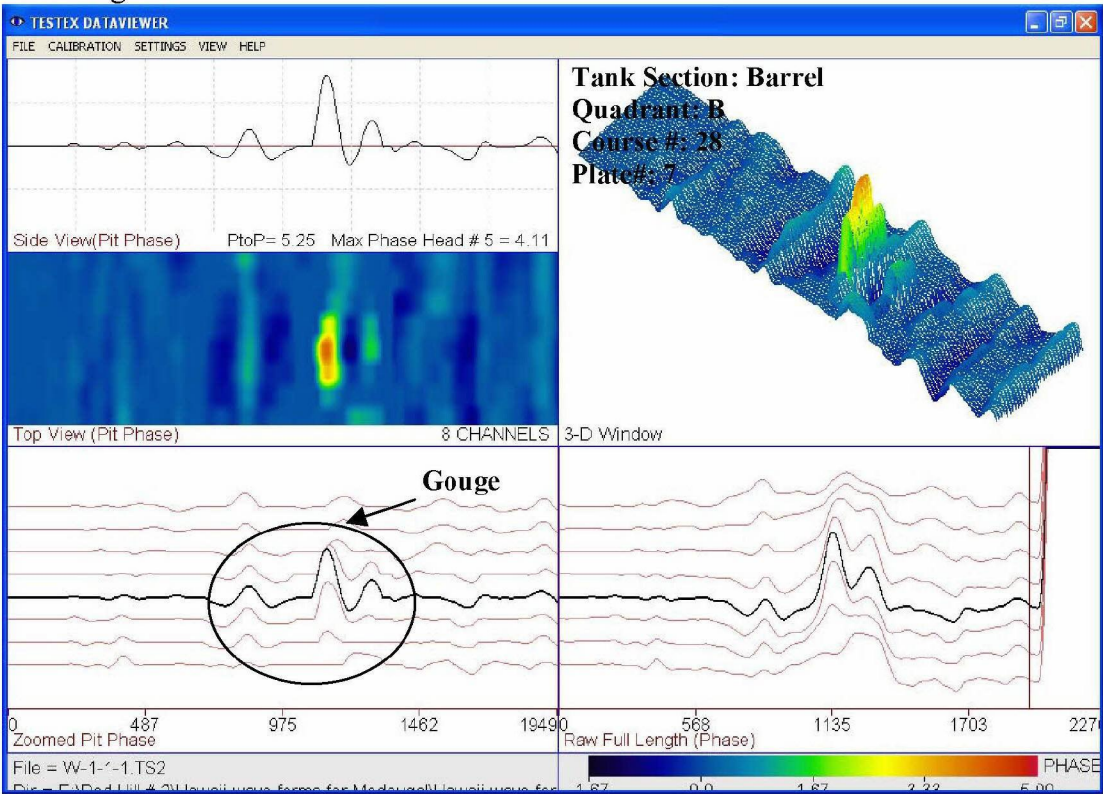 TESTEX DATAVIEWER
FILE CALIBRATION SETTINGS VIEW HELP
Tank Section: Barrel
Quadrant: B
Course #: 28
Plate#: 7
Side View(Pit Phase) PtoP= 5.25 Max Phase Head # 5 = 4.11
Top View (Pit Phase) 8 CHANNELS
3-D Window
Gouge
0 487 975 1462 1949
Zoomed Pit Phase
0 568 1135 1703 2270
Raw Full Length (Phase)
File = W-1-1-1.TS2
PHASE
-1.67 0.0 1.67 3.33 5.00